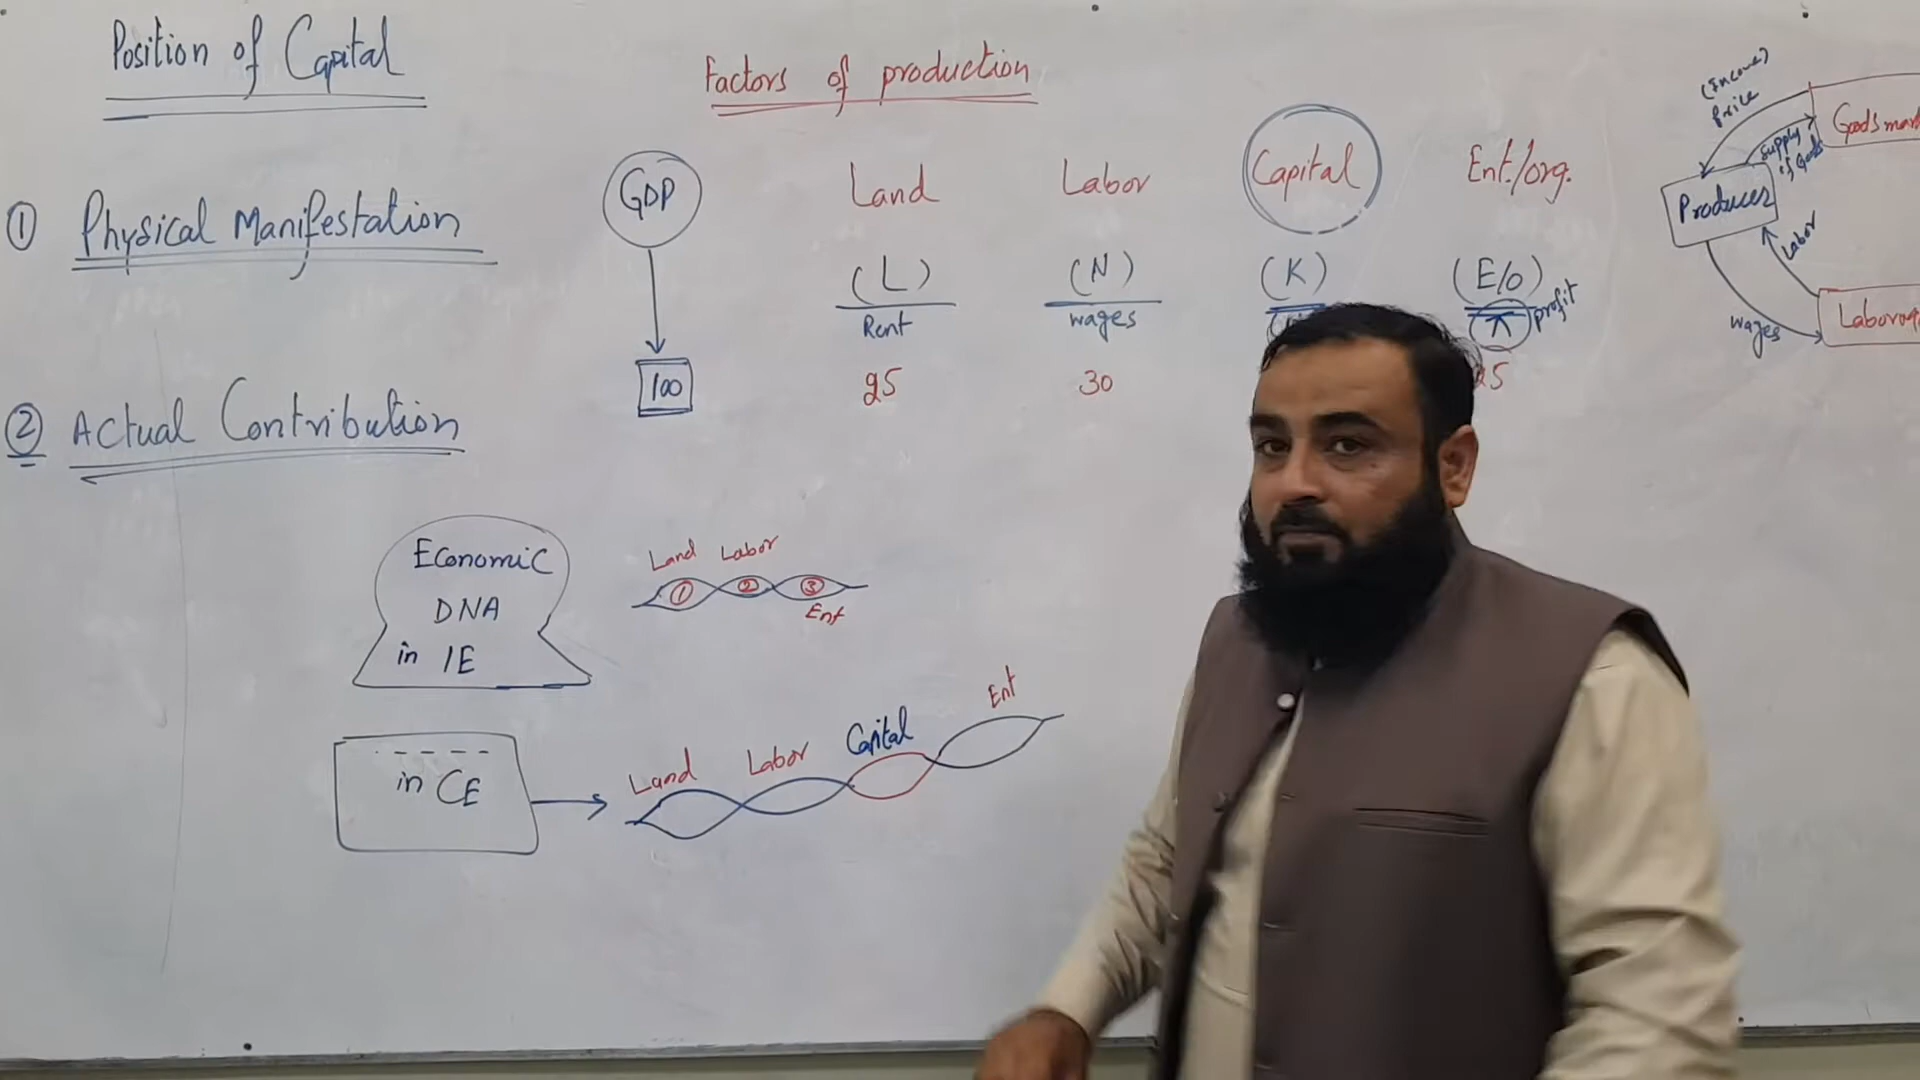 Position of Capital
① Physical Manifestation
② Actual Contribution
Factors of production
GDP
100
Land
Labor
Capital
Ent./org.
(L)
(N)
(K)
(E/O)
Rent
wages
π profit
25
30
25
Economic
DNA
in IE
Land Labor
① ② ③
Ent
in CE
Land Labor Capital Ent
(Income)
Price
Supply
of Goods
Goods
Producer
Labor
wages